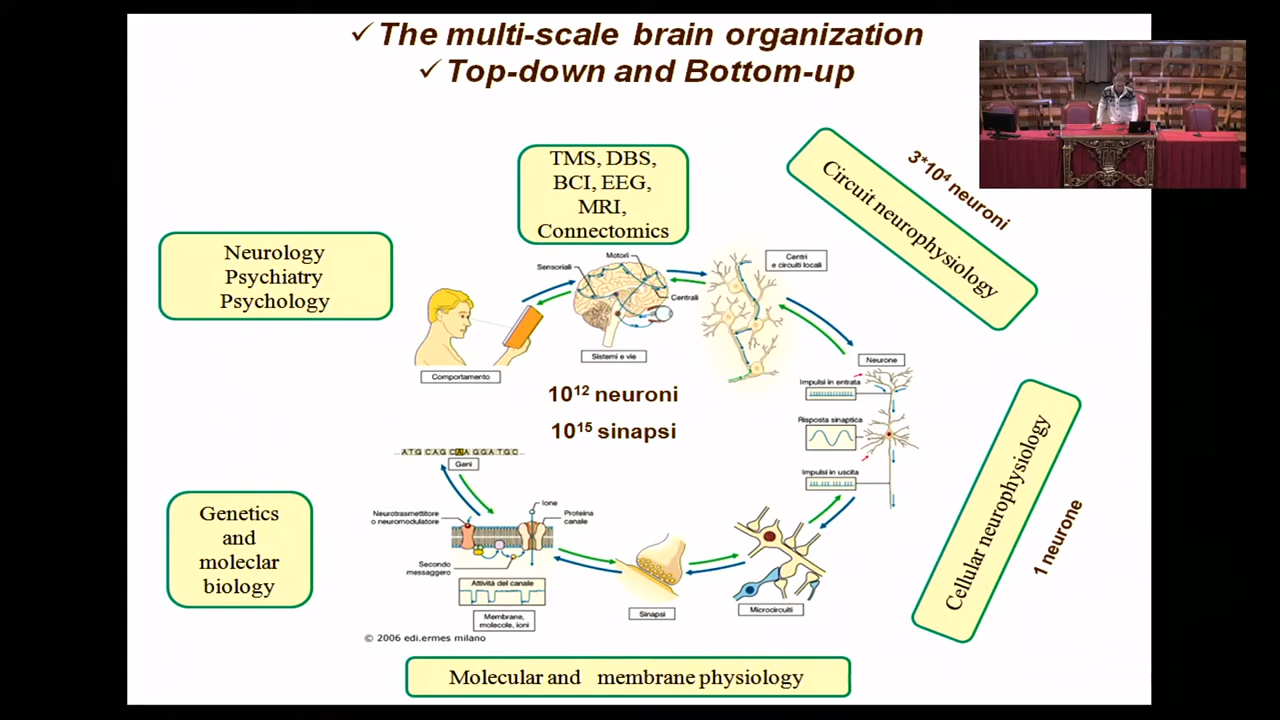 ✓ The multi-scale brain organization
✓ Top-down and Bottom-up
TMS, DBS,
BCI, EEG,
MRI,
Connectomics
Circuit neurophysiology
3*10⁴ neuroni
Neurology
Psychiatry
Psychology
Sensoriali
Motori
Centrali
Sistemi e vie
Centri
e circuiti locali
Comportamento
Neurone
Impulsi in entrata
Risposta sinaptica
Impulsi in uscita
10¹² neuroni
10¹⁵ sinapsi
Cellular neurophysiology
1 neurone
ATG CAG CAA GGA TGC
Geni
Genetics
and
moleclar
biology
Neurotrasmettitore
o neuromodulatore
Ione
Proteina
canale
Secondo
messaggero
Attività del canale
Membrane,
molecole, ioni
Sinapsi
Microcircuiti
© 2006 edi.ermes milano
Molecular and membrane physiology